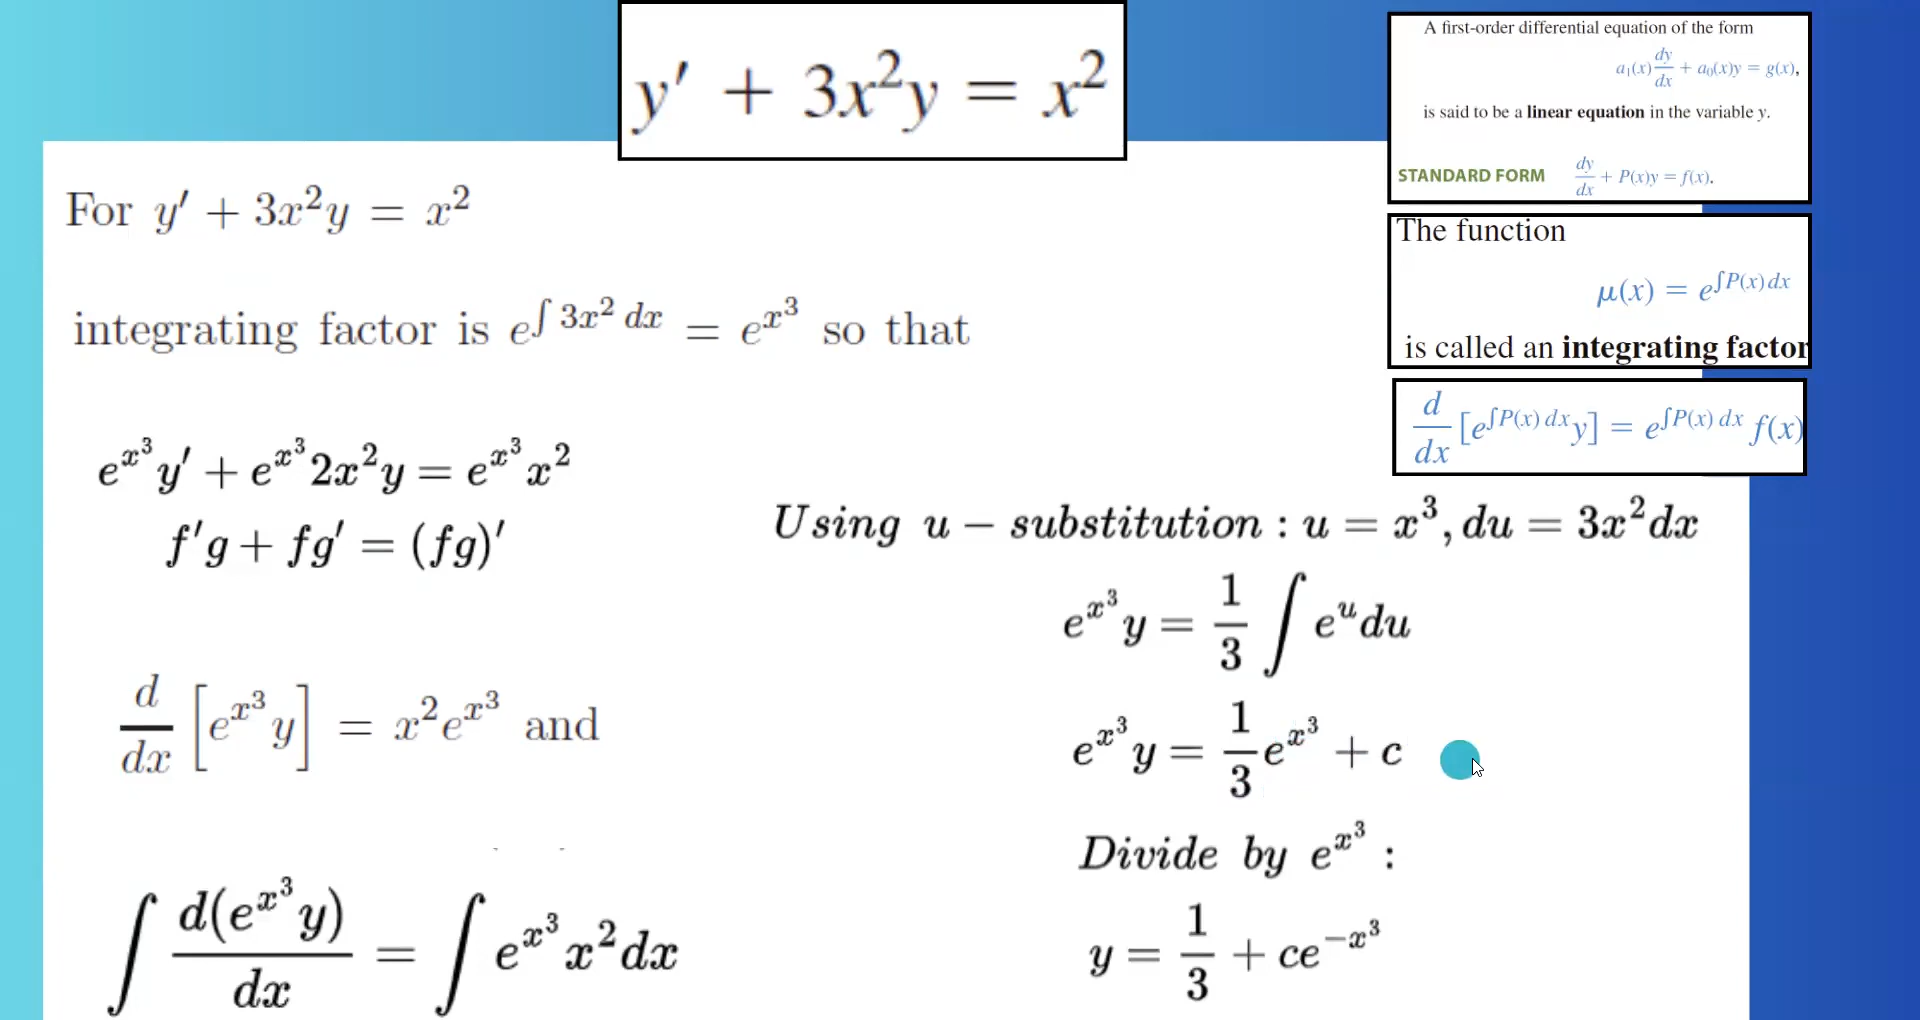 y′ + 3x²y = x²
A first-order differential equation of the form
a₁(x) dy/dx + a₀(x)y = g(x),
is said to be a linear equation in the variable y.
STANDARD FORM dy/dx + P(x)y = f(x).
The function
μ(x) = e^{∫P(x)dx}
is called an integrating factor
d/dx [e^{∫P(x) dx}y] = e^{∫P(x) dx} f(x)
For y′ + 3x²y = x²
integrating factor is e^{∫ 3x² dx} = e^{x³} so that
e^{x³}y′ + e^{x³}2x²y = e^{x³}x²
f′g + fg′ = (fg)′
d/dx [e^{x³}y] = x²e^{x³} and
∫ d(e^{x³}y)/dx = ∫ e^{x³}x²dx
Using u − substitution : u = x³, du = 3x²dx
e^{x³}y = 1/3 ∫ e^u du
e^{x³}y = 1/3 e^{x³} + c
Divide by e^{x³} :
y = 1/3 + ce^{−x³}